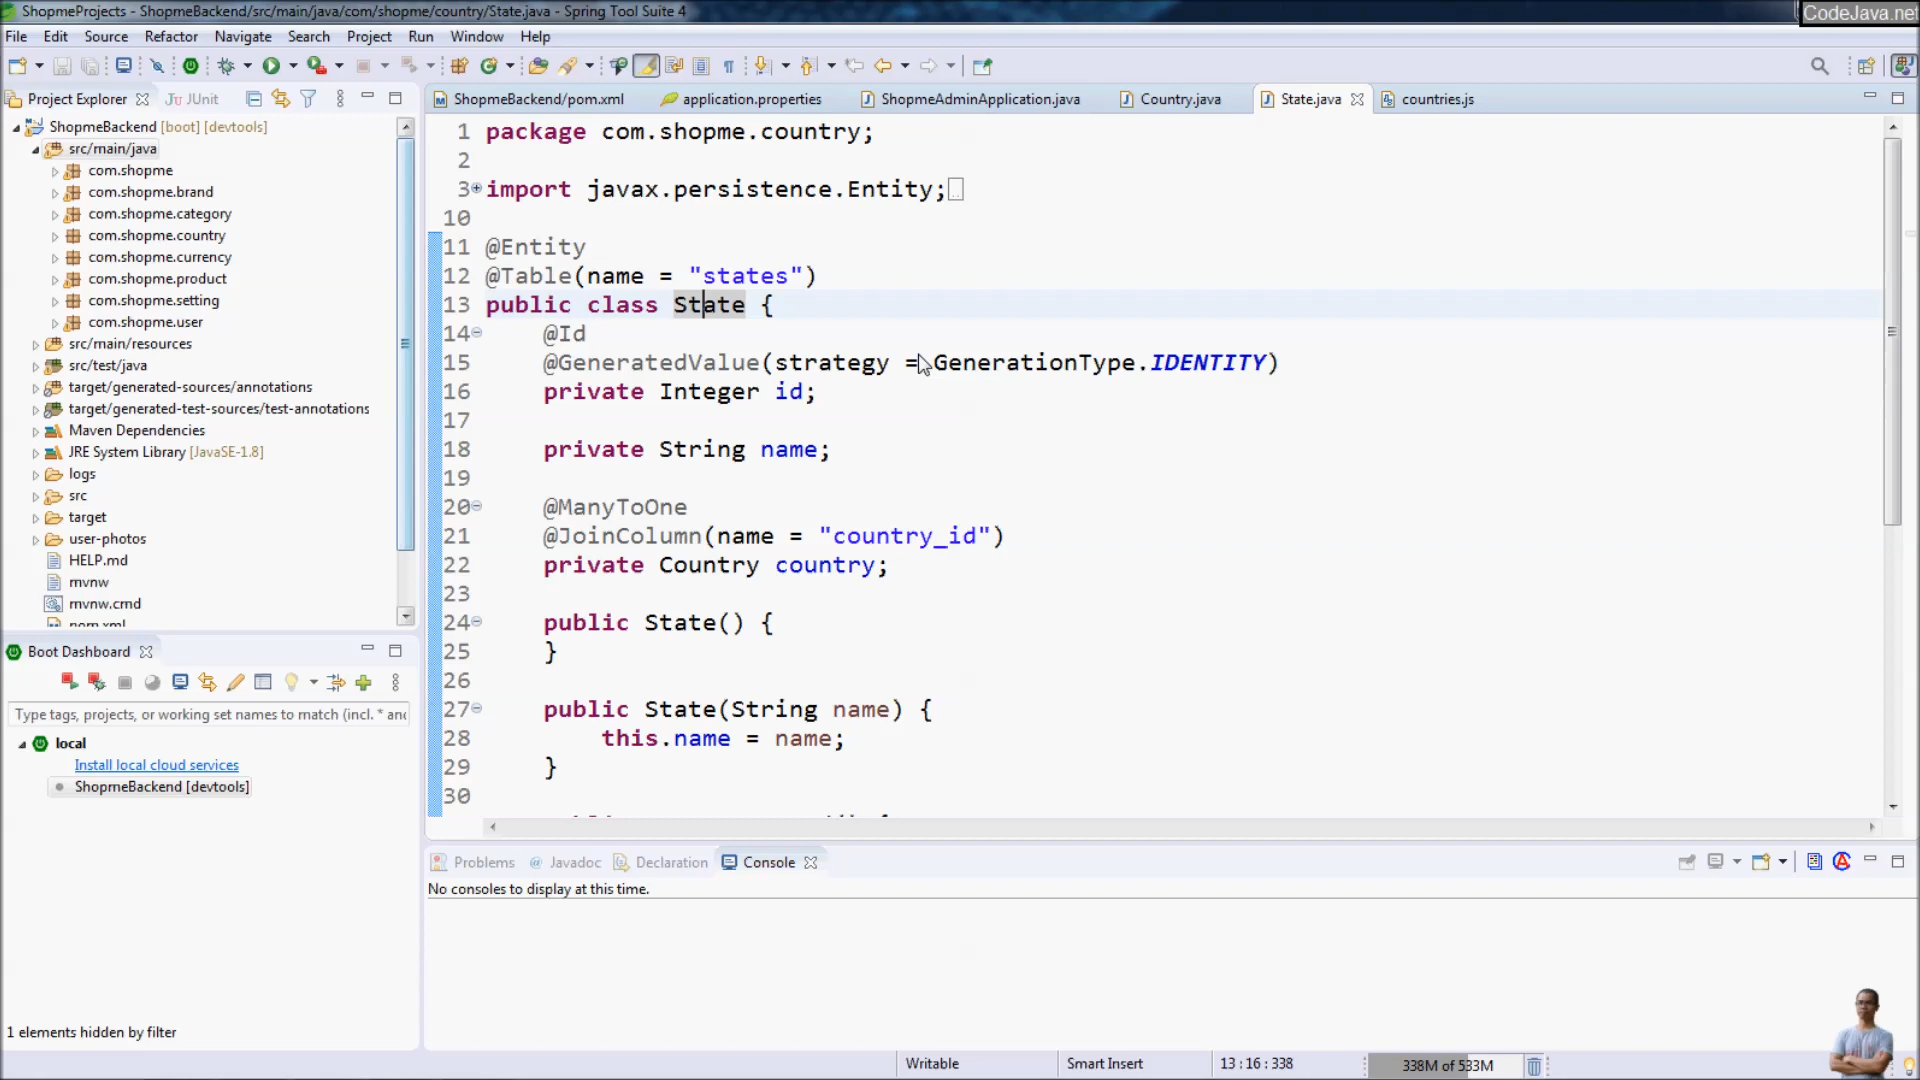 ShopmeProjects - ShopmeBackend/src/main/java/com/shopme/country/State.java - Spring Tool Suite 4
CodeJava.net
File Edit Source Refactor Navigate Search Project Run Window Help
Project Explorer JUnit
ShopmeBackend/pom.xml application.properties ShopmeAdminApplication.java Country.java State.java countries.js
ShopmeBackend [boot] [devtools]
src/main/java
com.shopme
com.shopme.brand
com.shopme.category
com.shopme.country
com.shopme.currency
com.shopme.product
com.shopme.setting
com.shopme.user
src/main/resources
src/test/java
target/generated-sources/annotations
target/generated-test-sources/test-annotations
Maven Dependencies
JRE System Library [JavaSE-1.8]
logs
src
target
user-photos
HELP.md
mvnw
mvnw.cmd
pom.xml
1 package com.shopme.country;
2
3 import javax.persistence.Entity;
10
11 @Entity
12 @Table(name = "states")
13 public class State {
14 @Id
15 @GeneratedValue(strategy = GenerationType.IDENTITY)
16 private Integer id;
17
18 private String name;
19
20 @ManyToOne
21 @JoinColumn(name = "country_id")
22 private Country country;
23
24 public State() {
25 }
26
27 public State(String name) {
28 this.name = name;
29 }
30
Boot Dashboard
Type tags, projects, or working set names to match (incl. * and
local
Install local cloud services
ShopmeBackend [devtools]
1 elements hidden by filter
Problems @ Javadoc Declaration Console
No consoles to display at this time.
Writable Smart Insert 13 : 16 : 338 338M of 533M